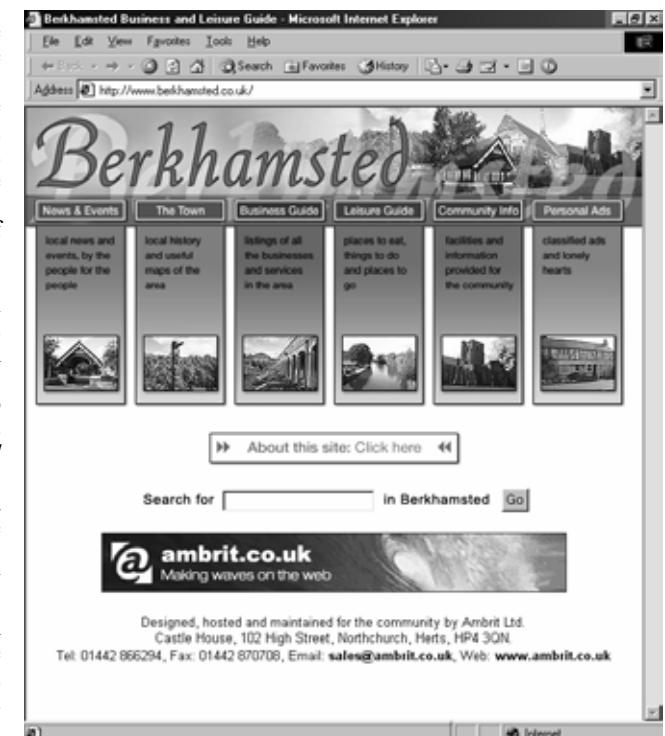 Berkhamsted Business and Leisure Guide - Microsoft Internet Explorer
File Edit View Favorites Tools Help
Back Search Favorites History
Address http://www.berkhamsted.co.uk/
Berkhamsted
News & Events
The Town
Business Guide
Leisure Guide
Community Info
Personal Ads
local news and
events, by the
people for the
people
local history
and useful
maps of the
area
listings of all
the businesses
and services
in the area
places to eat,
things to do
and places to
go
facilities and
information
provided for
the community
classified ads
and lonely
hearts
About this site: Click here
Search for in Berkhamsted Go
@ ambrit.co.uk
Making waves on the web
Designed, hosted and maintained for the community by Ambrit Ltd.
Castle House, 102 High Street, Northchurch, Herts, HP4 3QN.
Tel: 01442 866294, Fax: 01442 870708, Email: sales@ambrit.co.uk, Web: www.ambrit.co.uk
Internet